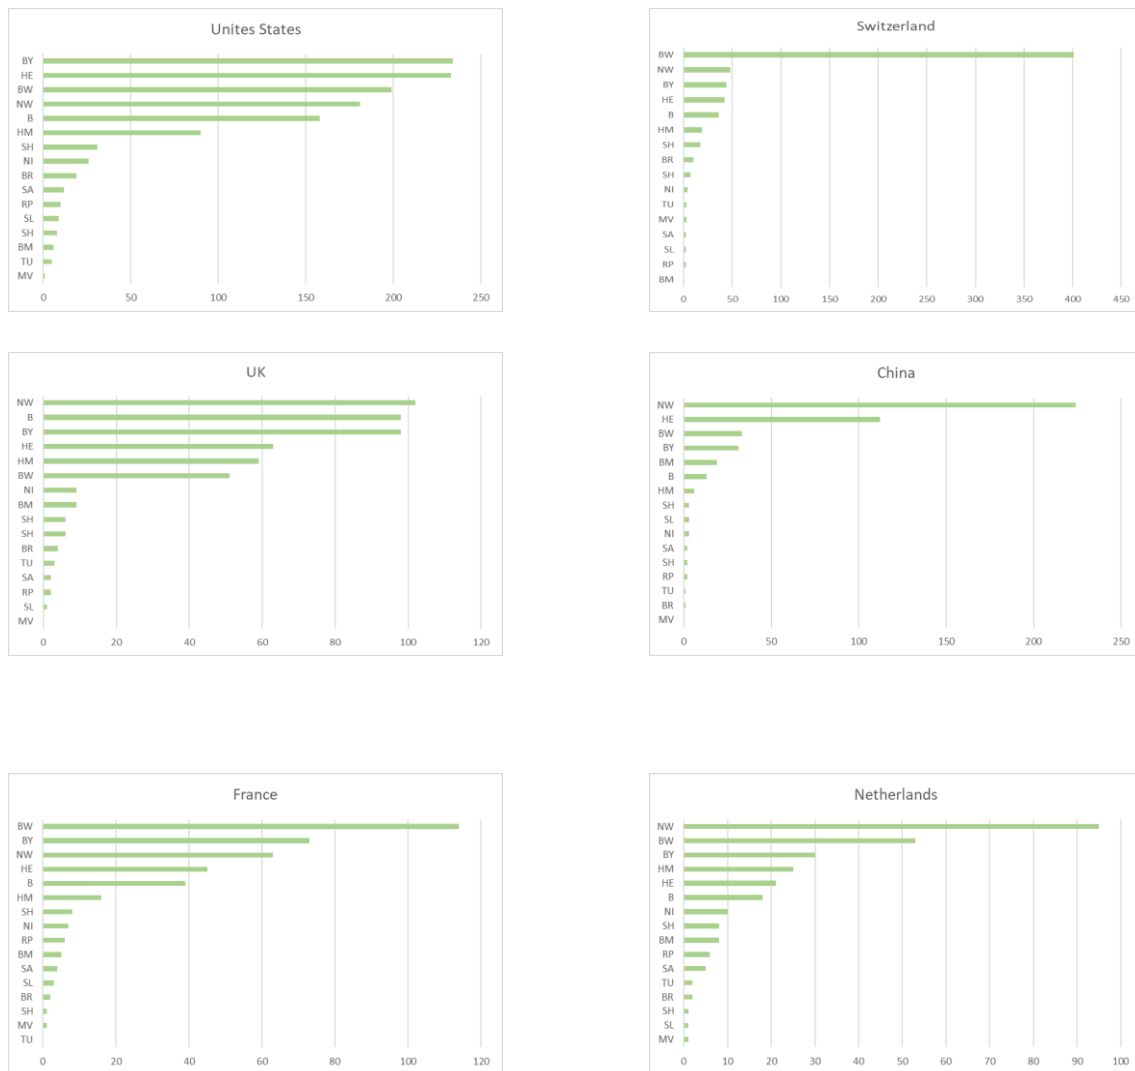 Unites States
BY
HE
BW
NW
B
HM
SH
NI
BR
SA
RP
SL
SH
BM
TU
MV
0 50 100 150 200 250
Switzerland
BW
NW
BY
HE
B
HM
SH
BR
SH
NI
TU
MV
SA
SL
RP
BM
0 50 100 150 200 250 300 350 400 450
UK
NW
B
BY
HE
HM
BW
NI
BM
SH
SH
BR
TU
SA
RP
SL
MV
0 20 40 60 80 100 120
China
NW
HE
BW
BY
BM
B
HM
SH
SL
NI
SA
SH
RP
TU
BR
MV
0 50 100 150 200 250
France
BW
BY
NW
HE
B
HM
SH
NI
RP
BM
SA
SL
BR
SH
MV
TU
0 20 40 60 80 100 120
Netherlands
NW
BW
BY
HM
HE
B
NI
SH
BM
RP
SA
TU
BR
SH
SL
MV
0 10 20 30 40 50 60 70 80 90 100